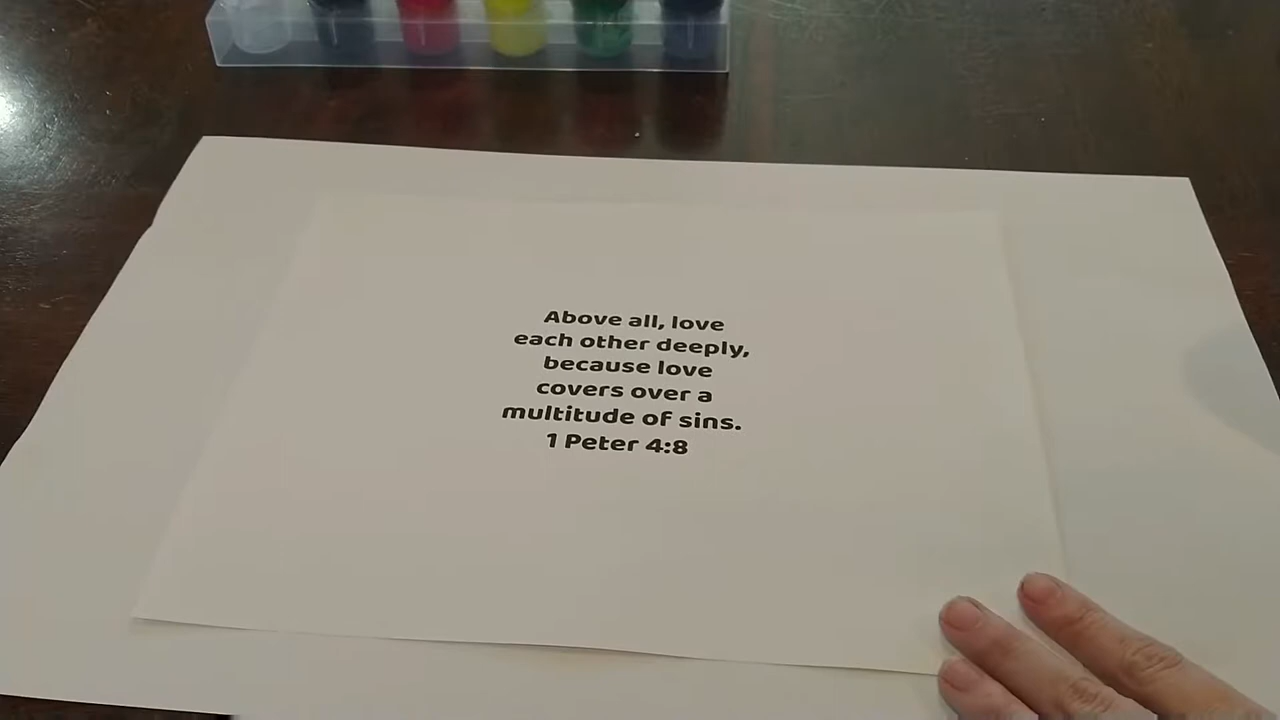 Above all, love
each other deeply,
because love
covers over a
multitude of sins.
1 Peter 4:8